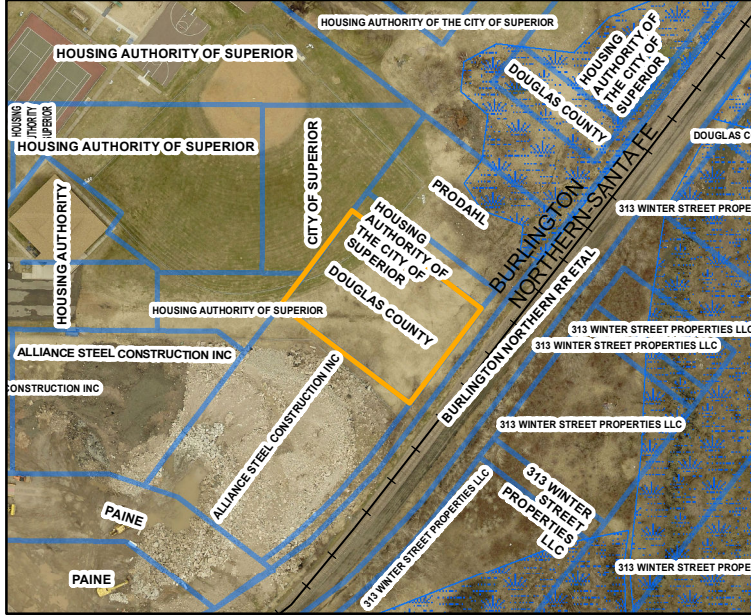 HOUSING AUTHORITY OF THE CITY OF SUPERIOR
HOUSING AUTHORITY OF SUPERIOR
HOUSING
AUTHORITY OF
THE CITY OF
SUPERIOR
DOUGLAS COUNTY
HOUSING
AUTHORITY
SUPERIOR
HOUSING AUTHORITY OF SUPERIOR
CITY OF SUPERIOR
DOUGLAS C
PRODAHL
BURLINGTON
NORTHERN-SANTA FE
313 WINTER STREET PROPE
HOUSING AUTHORITY
HOUSING
AUTHORITY OF
THE CITY OF
SUPERIOR
DOUGLAS COUNTY
HOUSING AUTHORITY OF SUPERIOR
BURLINGTON NORTHERN RR ETAL
313 WINTER STREET PROPERTIES LLC
313 WINTER STREET PROPERTIES LLC
ALLIANCE STEEL CONSTRUCTION INC
CONSTRUCTION INC
ALLIANCE STEEL CONSTRUCTION INC
313 WINTER STREET PROPERTIES LLC
313 WINTER
STREET
PROPERTIES
LLC
313 WINTER STREET PROPERTIES LLC
PAINE
PAINE
313 WINTER STREET PROPE